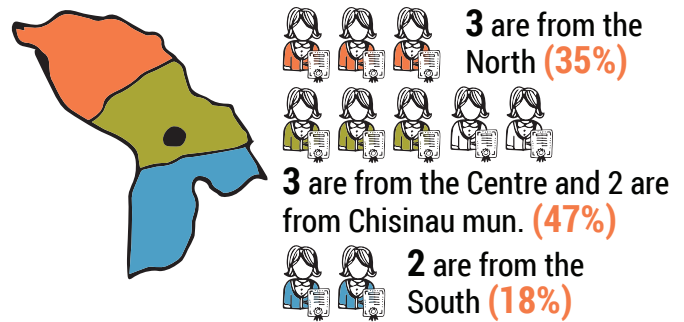 3 are from the
North (35%)
3 are from the Centre and 2 are
from Chisinau mun. (47%)
2 are from the
South (18%)